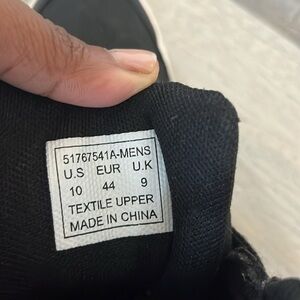 51767541A-MENS
U.S EUR U.K
10 44 9
TEXTILE UPPER
MADE IN CHINA